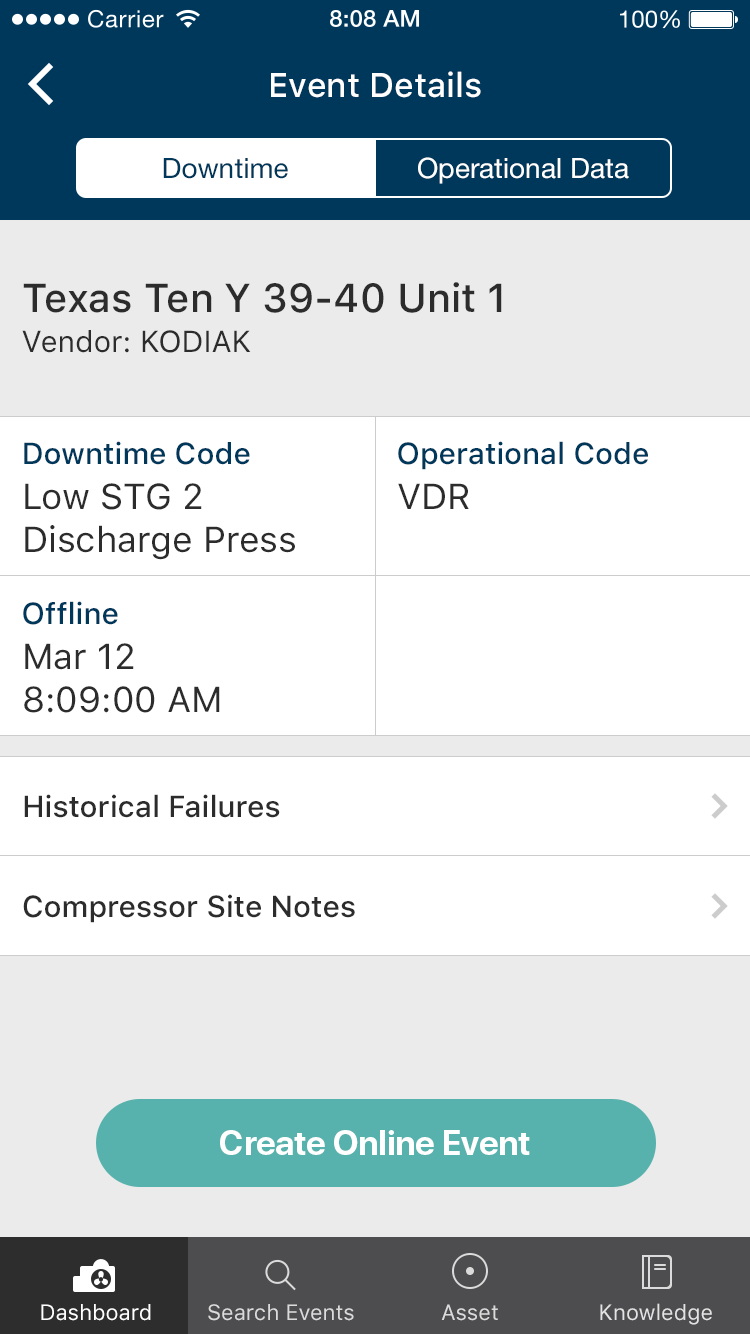 Carrier 8:08 AM 100%
Event Details
Downtime Operational Data
Texas Ten Y 39-40 Unit 1
Vendor: KODIAK
Downtime Code
Low STG 2
Discharge Press
Operational Code
VDR
Offline
Mar 12
8:09:00 AM
Historical Failures
Compressor Site Notes
Create Online Event
Dashboard Search Events Asset Knowledge